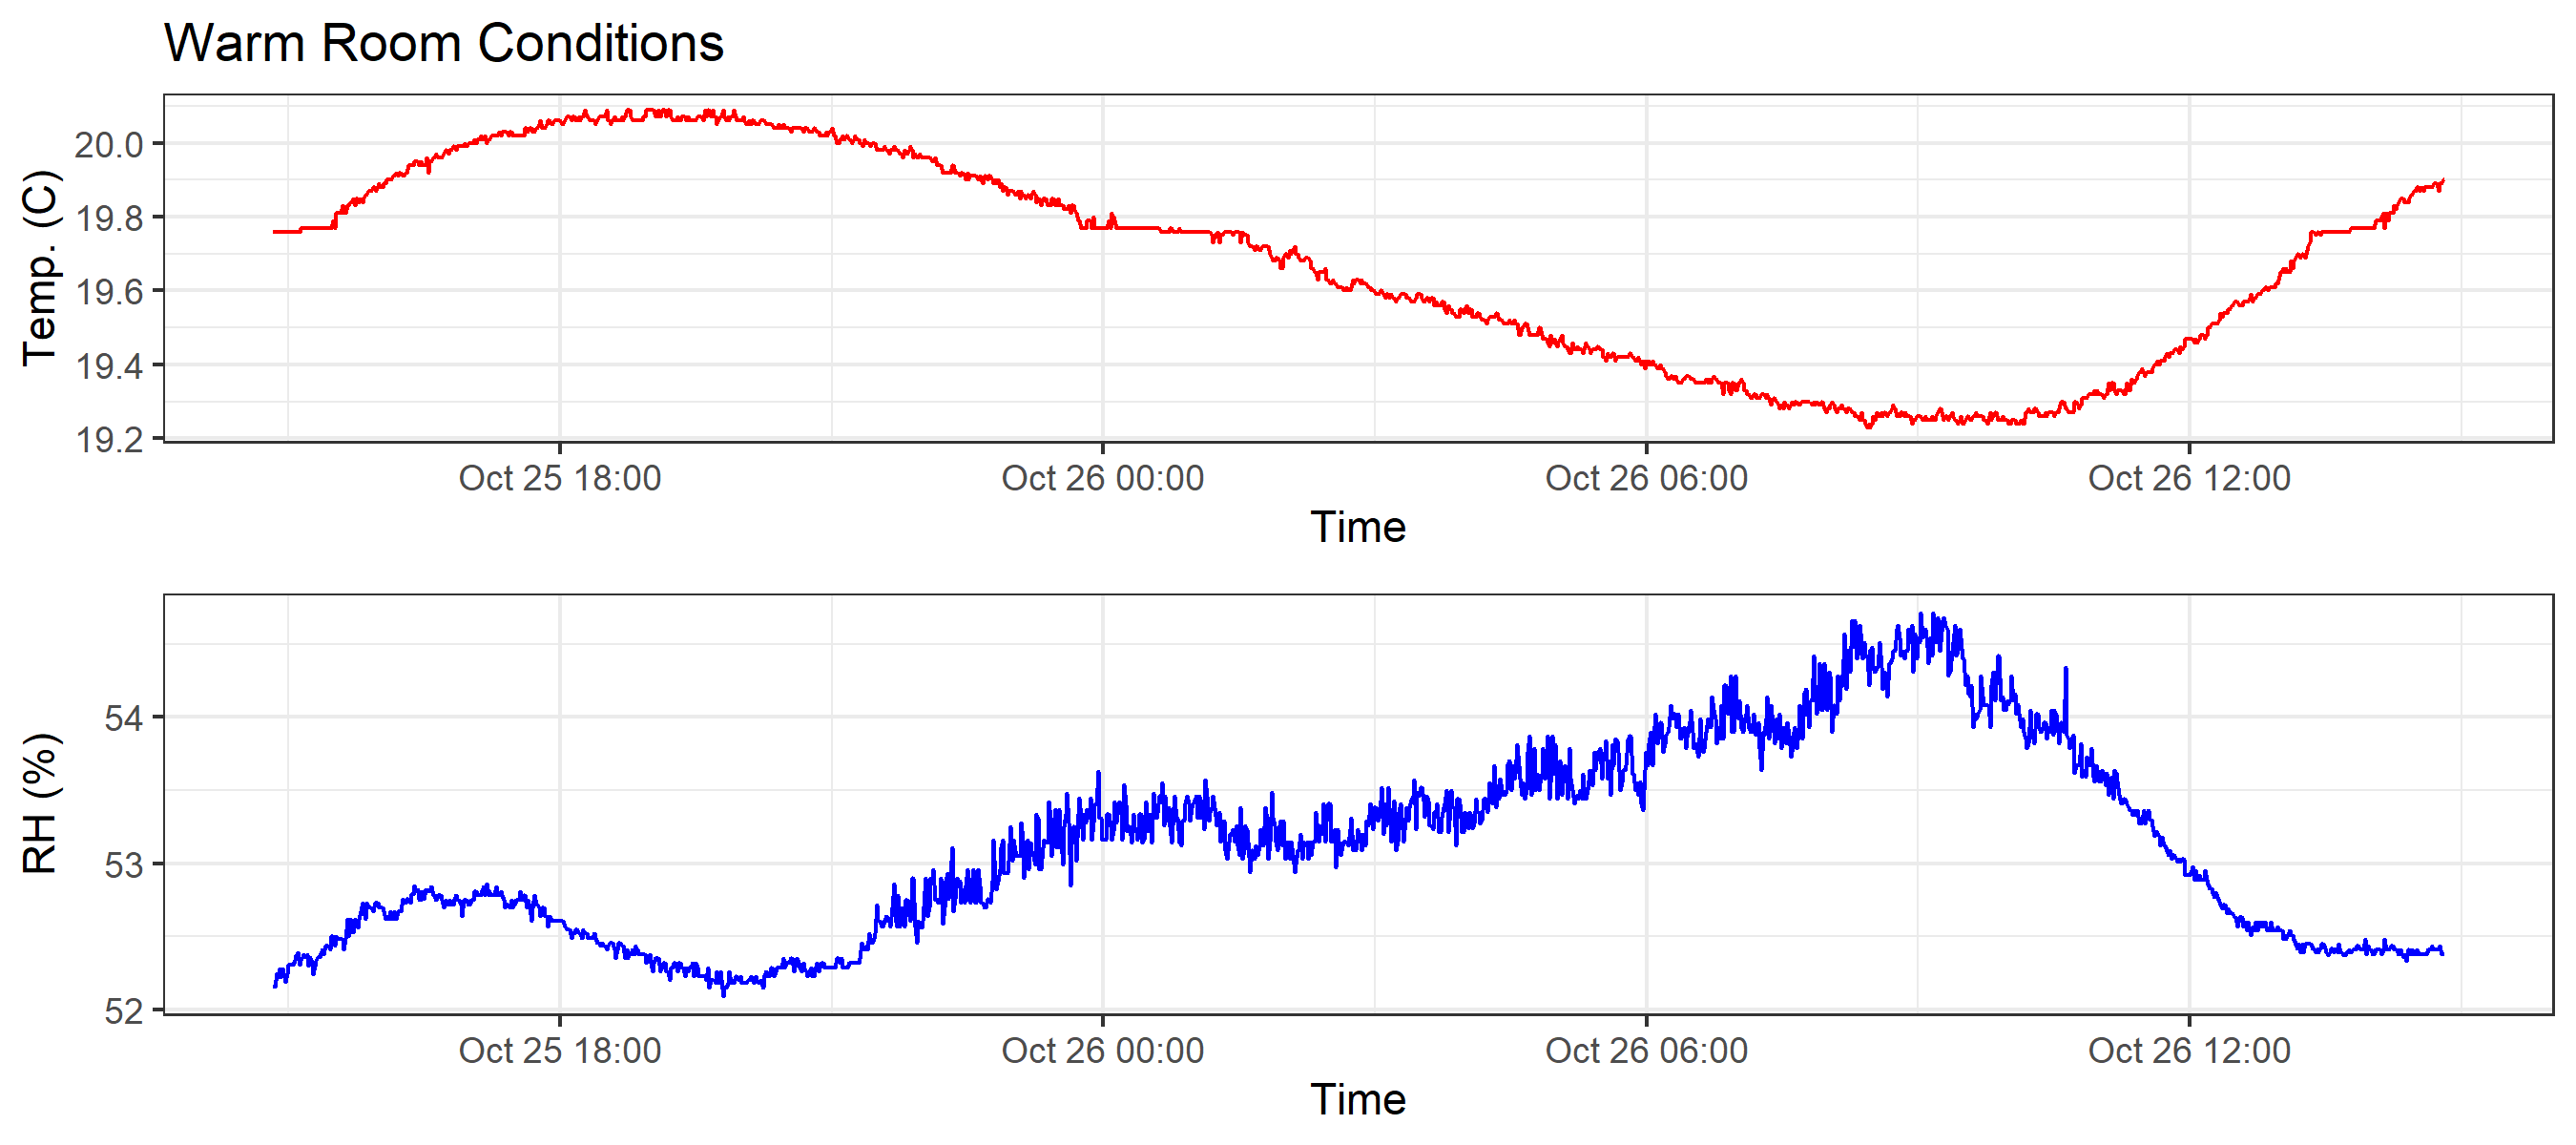 Warm Room Conditions
Temp. (C)
20.0
19.8
19.6
19.4
19.2
Oct 25 18:00 Oct 26 00:00 Oct 26 06:00 Oct 26 12:00
Time
RH (%)
54
53
52
Oct 25 18:00 Oct 26 00:00 Oct 26 06:00 Oct 26 12:00
Time